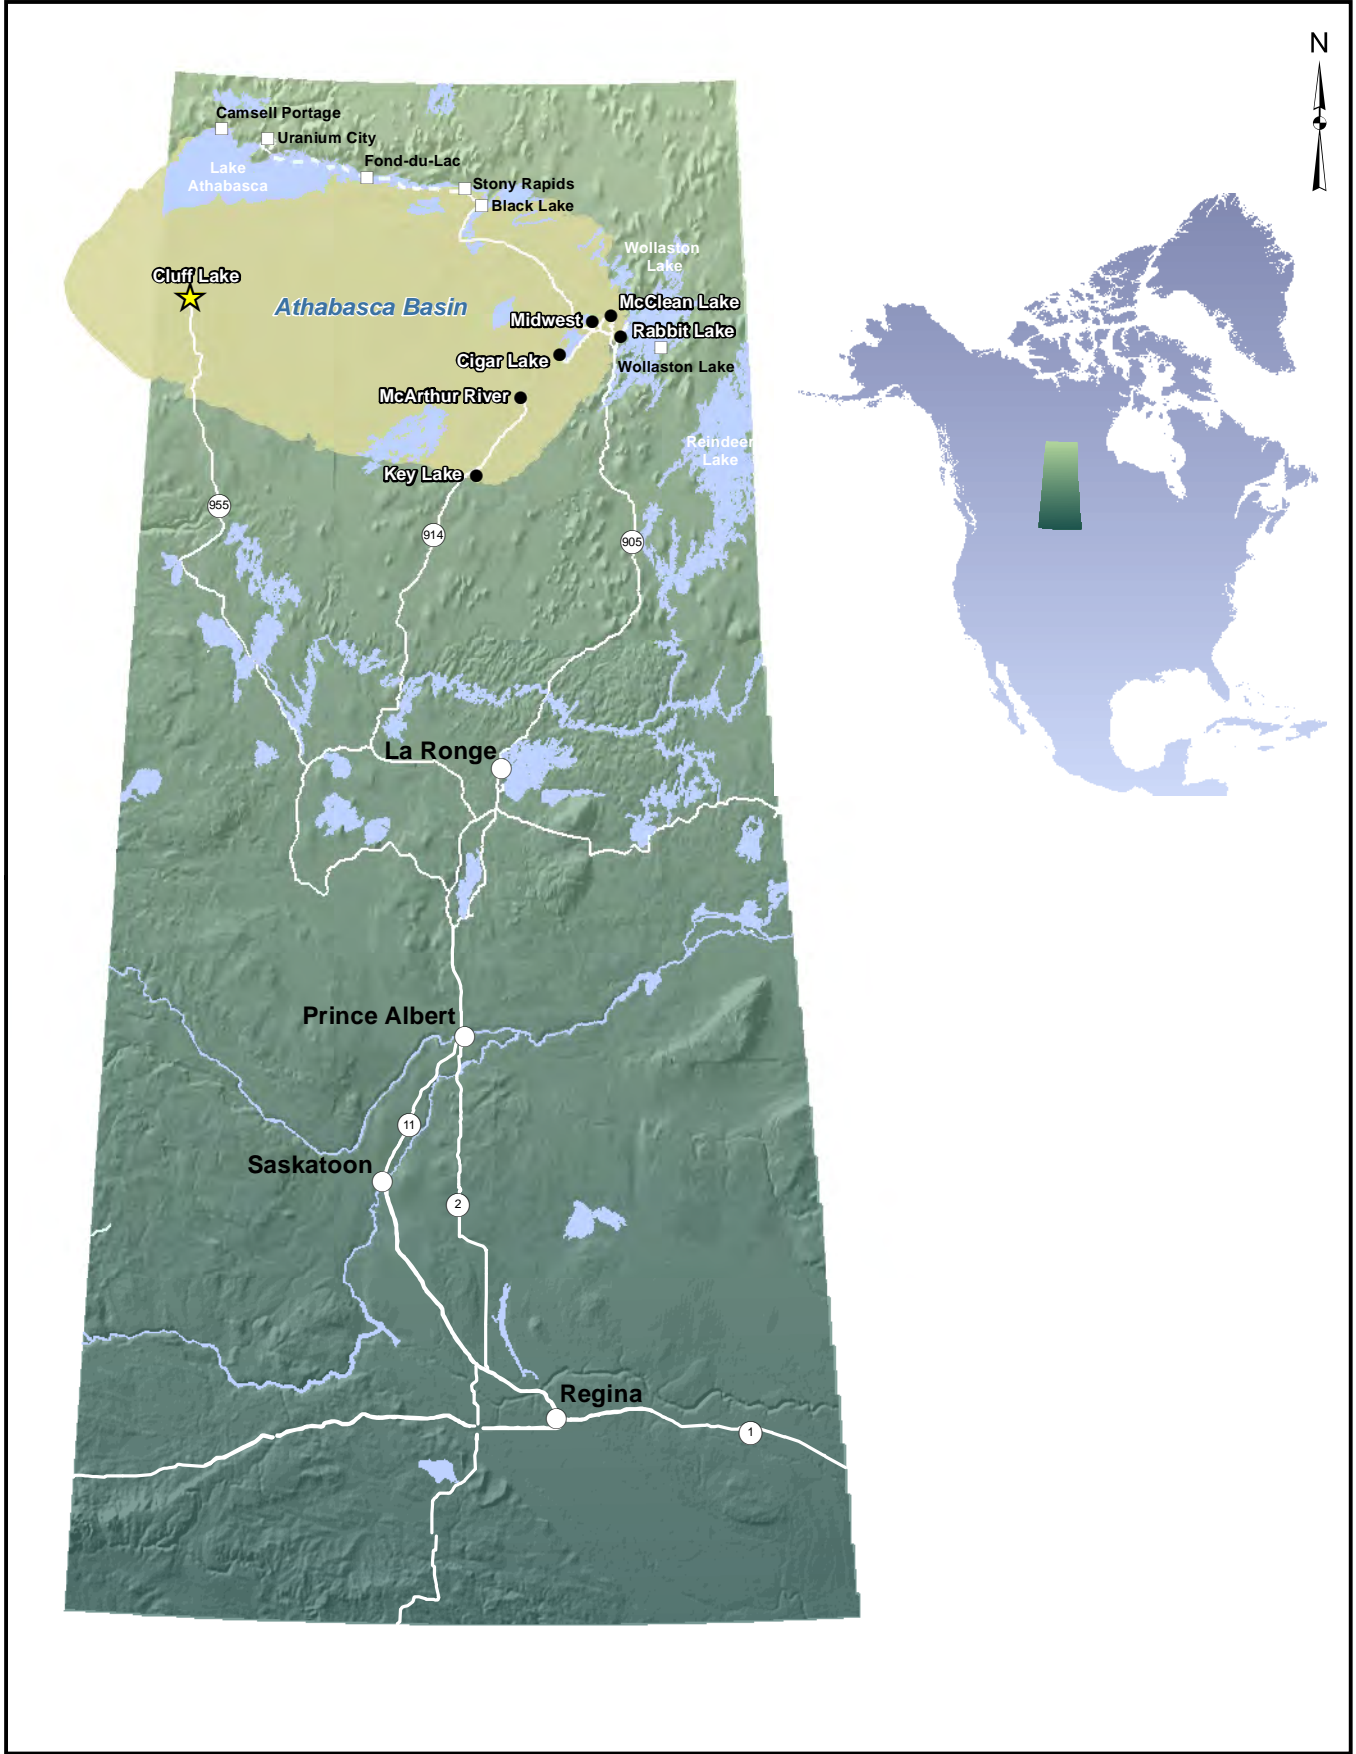 N
Camsell Portage
Uranium City
Fond-du-Lac
Lake
Athabasca
Stony Rapids
Black Lake
Wollaston
Lake
Cluff Lake
Athabasca Basin
McClean Lake
Midwest
Rabbit Lake
Cigar Lake
Wollaston Lake
McArthur River
Reindeer
Lake
Key Lake
955
914
905
La Ronge
Prince Albert
11
Saskatoon
2
Regina
1